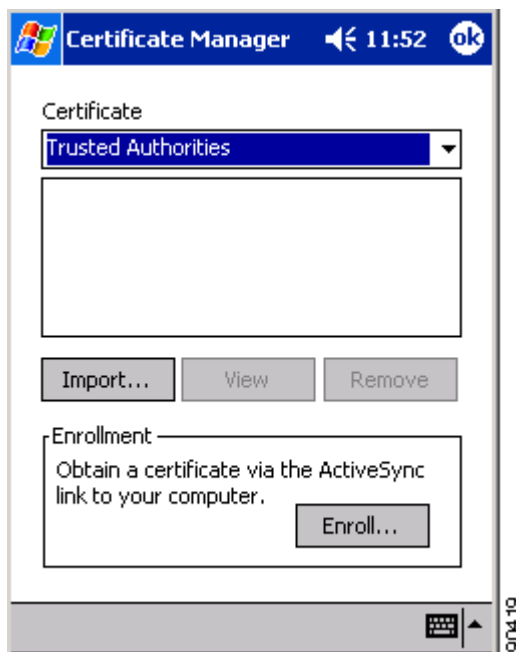 Certificate Manager 11:52 ok
Certificate
Trusted Authorities
Import... View Remove
Enrollment
Obtain a certificate via the ActiveSync
link to your computer.
Enroll...
90419